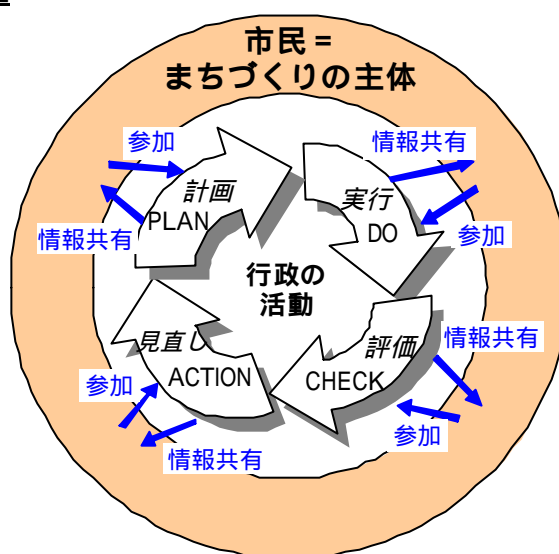 市民＝
まちづくりの主体
参加
情報共有
計画
PLAN
情報共有
実行
DO
参加
行政の
活動
見直し
ACTION
参加
情報共有
評価
CHECK
情報共有
参加